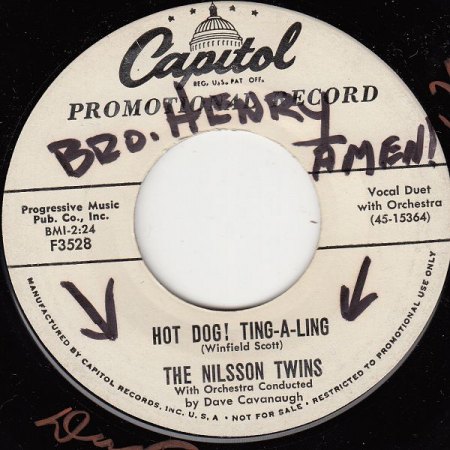 Capitol
REG. U.S. PAT. OFF.
PROMOTIONAL RECORD
BRO. HENRY
AMEN!
Progressive Music
Pub. Co., Inc.
BMI-2:24
F3528
Vocal Duet
with Orchestra
(45-15364)
HOT DOG! TING-A-LING
(Winfield Scott)
THE NILSSON TWINS
With Orchestra Conducted
by Dave Cavanaugh
MANUFACTURED BY CAPITOL RECORDS, INC. U.S.A. • NOT FOR SALE • RESTRICTED TO PROMOTIONAL USE ONLY